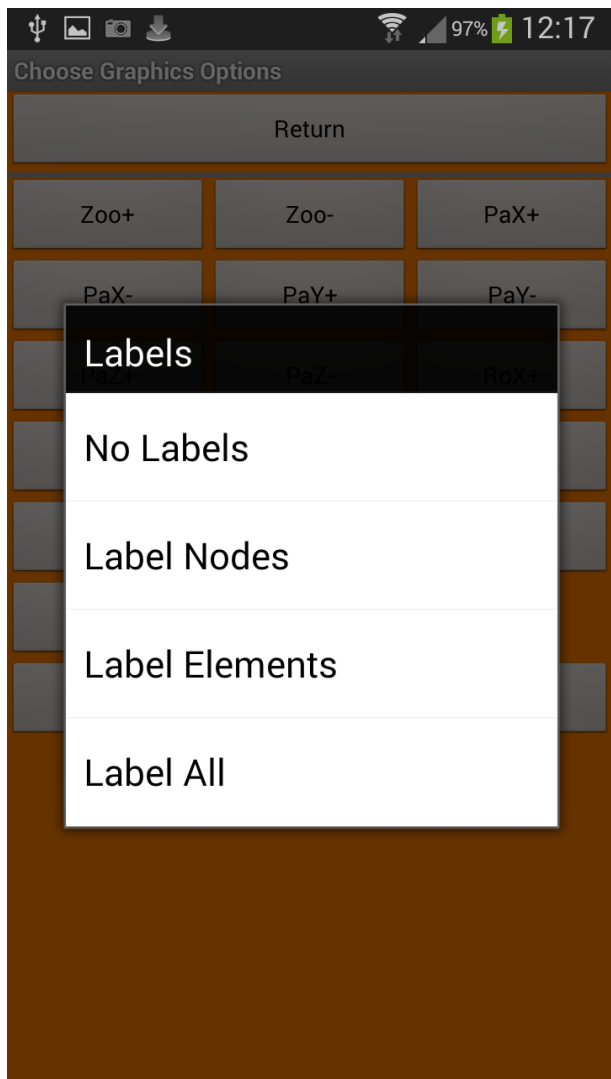 97% 12:17
Choose Graphics Options
Return
Zoo+ Zoo- PaX+
PaX- PaY+ PaY-
PaZ+ PaZ- RoX+
Labels
No Labels
Label Nodes
Label Elements
Label All